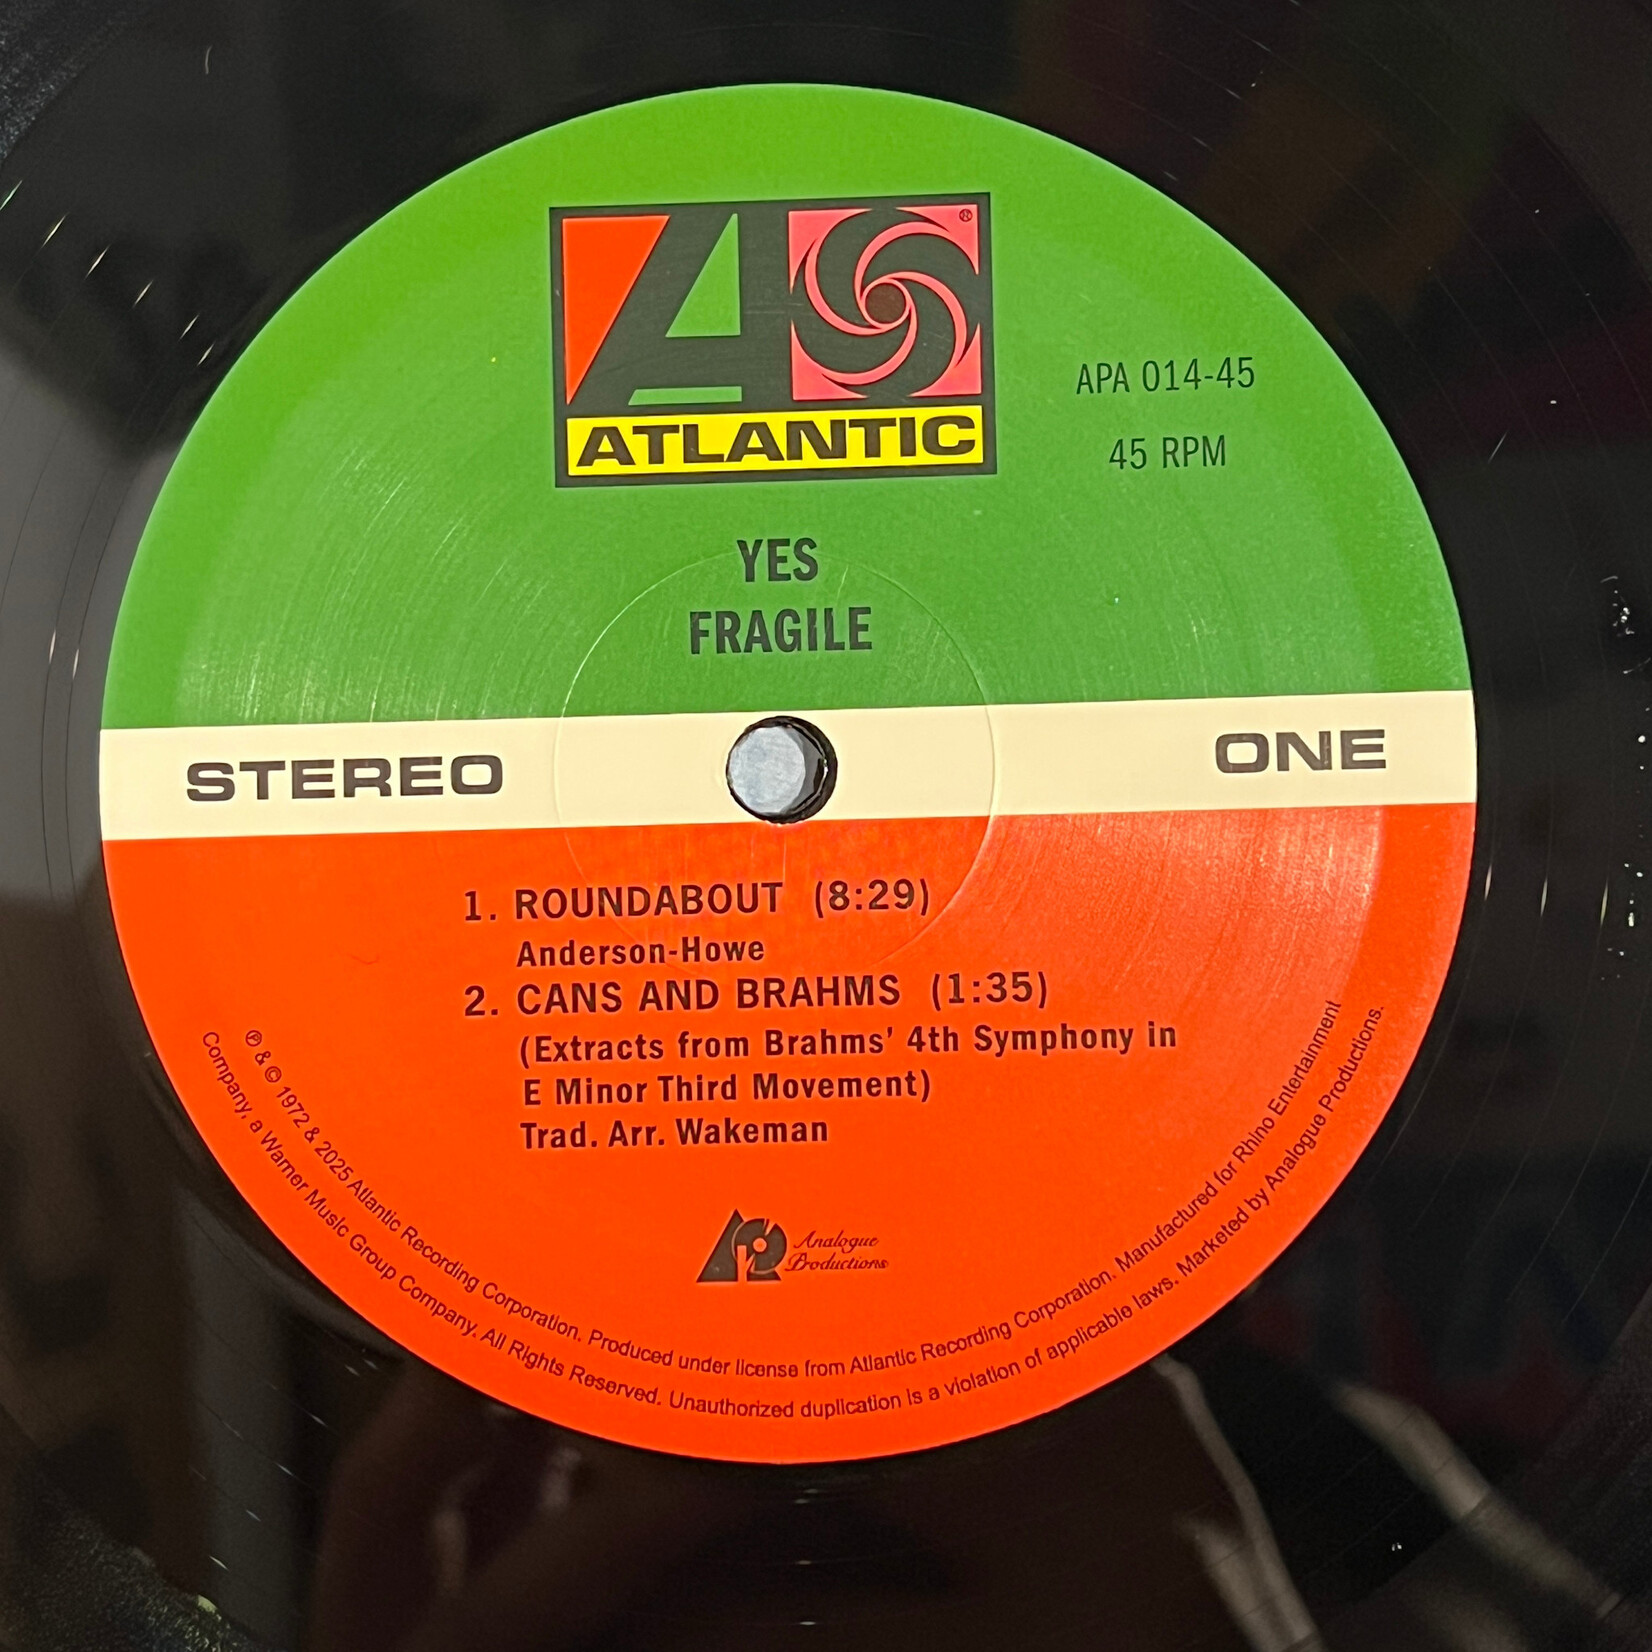 ATLANTIC
®
APA 014-45
45 RPM
YES
FRAGILE
STEREO
ONE
1. ROUNDABOUT (8:29)
Anderson-Howe
2. CANS AND BRAHMS (1:35)
(Extracts from Brahms' 4th Symphony in
E Minor Third Movement)
Trad. Arr. Wakeman
Analogue
Productions
℗ & © 1972 & 2025 Atlantic Recording Corporation. Produced under license from Atlantic Recording Corporation. Manufactured for Rhino Entertainment
Company, a Warner Music Group Company. All Rights Reserved. Unauthorized duplication is a violation of applicable laws. Marketed by Analogue Productions.